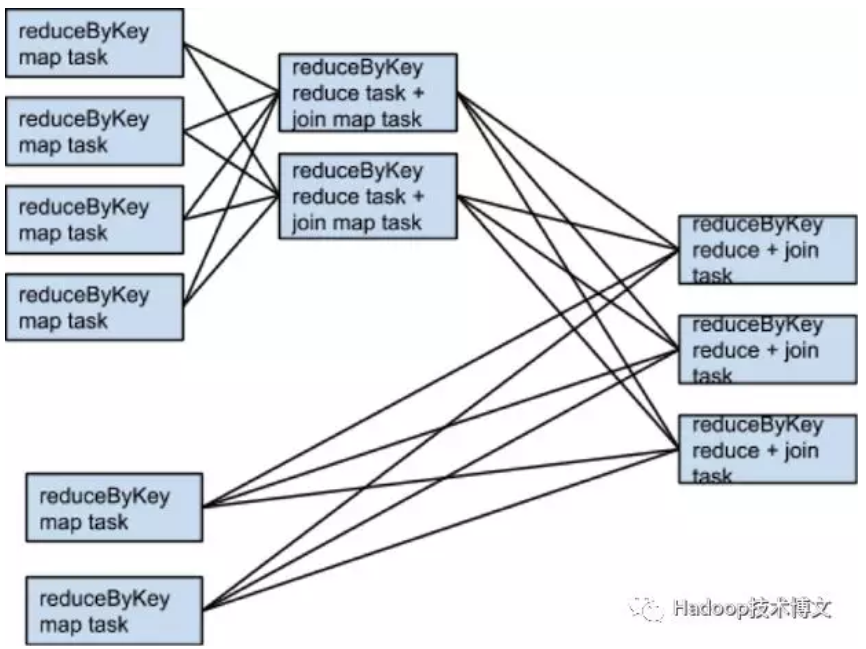 reduceByKey
map task
reduceByKey
map task
reduceByKey
map task
reduceByKey
map task
reduceByKey
reduce task +
join map task
reduceByKey
reduce task +
join map task
reduceByKey
reduce + join
task
reduceByKey
reduce + join
task
reduceByKey
reduce + join
task
reduceByKey
map task
reduceByKey
map task
Hadoop技术博文